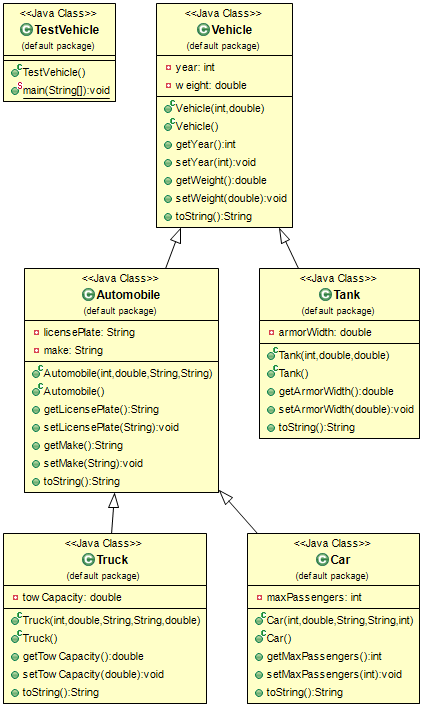 <<Java Class>>
TestVehicle
(default package)
TestVehicle()
main(String[]):void
<<Java Class>>
Vehicle
(default package)
year: int
weight: double
Vehicle(int,double)
Vehicle()
getYear():int
setYear(int):void
getWeight():double
setWeight(double):void
toString():String
<<Java Class>>
Automobile
(default package)
licensePlate: String
make: String
Automobile(int,double,String,String)
Automobile()
getLicensePlate():String
setLicensePlate(String):void
getMake():String
setMake(String):void
toString():String
<<Java Class>>
Tank
(default package)
armorWidth: double
Tank(int,double,double)
Tank()
getArmorWidth():double
setArmorWidth(double):void
toString():String
<<Java Class>>
Truck
(default package)
towCapacity: double
Truck(int,double,String,String,double)
Truck()
getTowCapacity():double
setTowCapacity(double):void
toString():String
<<Java Class>>
Car
(default package)
maxPassengers: int
Car(int,double,String,String,int)
Car()
getMaxPassengers():int
setMaxPassengers(int):void
toString():String